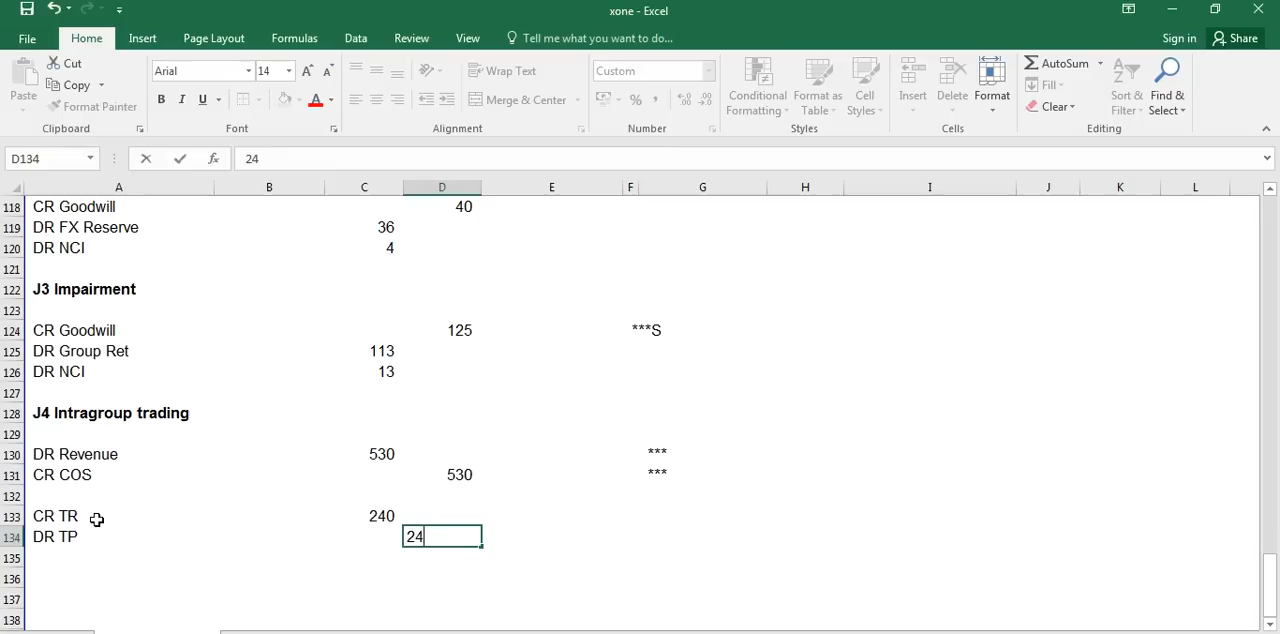 xone - Excel
File Home Insert Page Layout Formulas Data Review View Tell me what you want to do... Sign in Share
Cut
Copy
Format Painter
Paste
Clipboard
Arial 14
B I U
Font
Wrap Text
Merge & Center
Alignment
Custom
%
Number
Conditional Formatting
Format as Table
Cell Styles
Styles
Insert Delete Format
Cells
AutoSum
Fill
Clear
Sort & Filter
Find & Select
Editing
D134 fx 24
A B C D E F G H I J K L
118 CR Goodwill 40
119 DR FX Reserve 36
120 DR NCI 4
121
122 J3 Impairment
123
124 CR Goodwill 125 ***S
125 DR Group Ret 113
126 DR NCI 13
127
128 J4 Intragroup trading
129
130 DR Revenue 530 ***
131 CR COS 530 ***
132
133 CR TR 240
134 DR TP 24
135
136
137
138